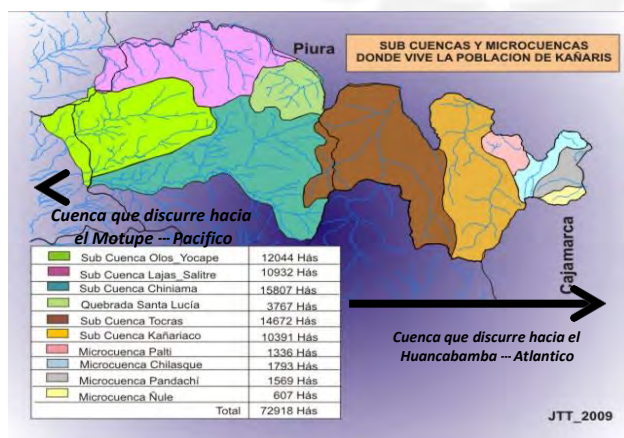 Piura
SUB CUENCAS Y MICROCUENCAS
DONDE VIVE LA POBLACION DE KAÑARIS
Cuenca que discurre hacia
el Motupe --- Pacifico
Cajamarca
Sub Cuenca Olos_Yocape 12044 Hás
Sub Cuenca Lajas_Salitre 10932 Hás
Sub Cuenca Chiniama 15807 Hás
Quebrada Santa Lucía 3767 Hás
Sub Cuenca Tocras 14672 Hás
Sub Cuenca Kañariaco 10391 Hás
Microcuenca Palti 1336 Hás
Microcuenca Chilasque 1793 Hás
Microcuenca Pandachí 1569 Hás
Microcuenca Ñule 607 Hás
Total 72918 Hás
Cuenca que discurre hacia el
Huancabamba --- Atlantico
JTT_2009